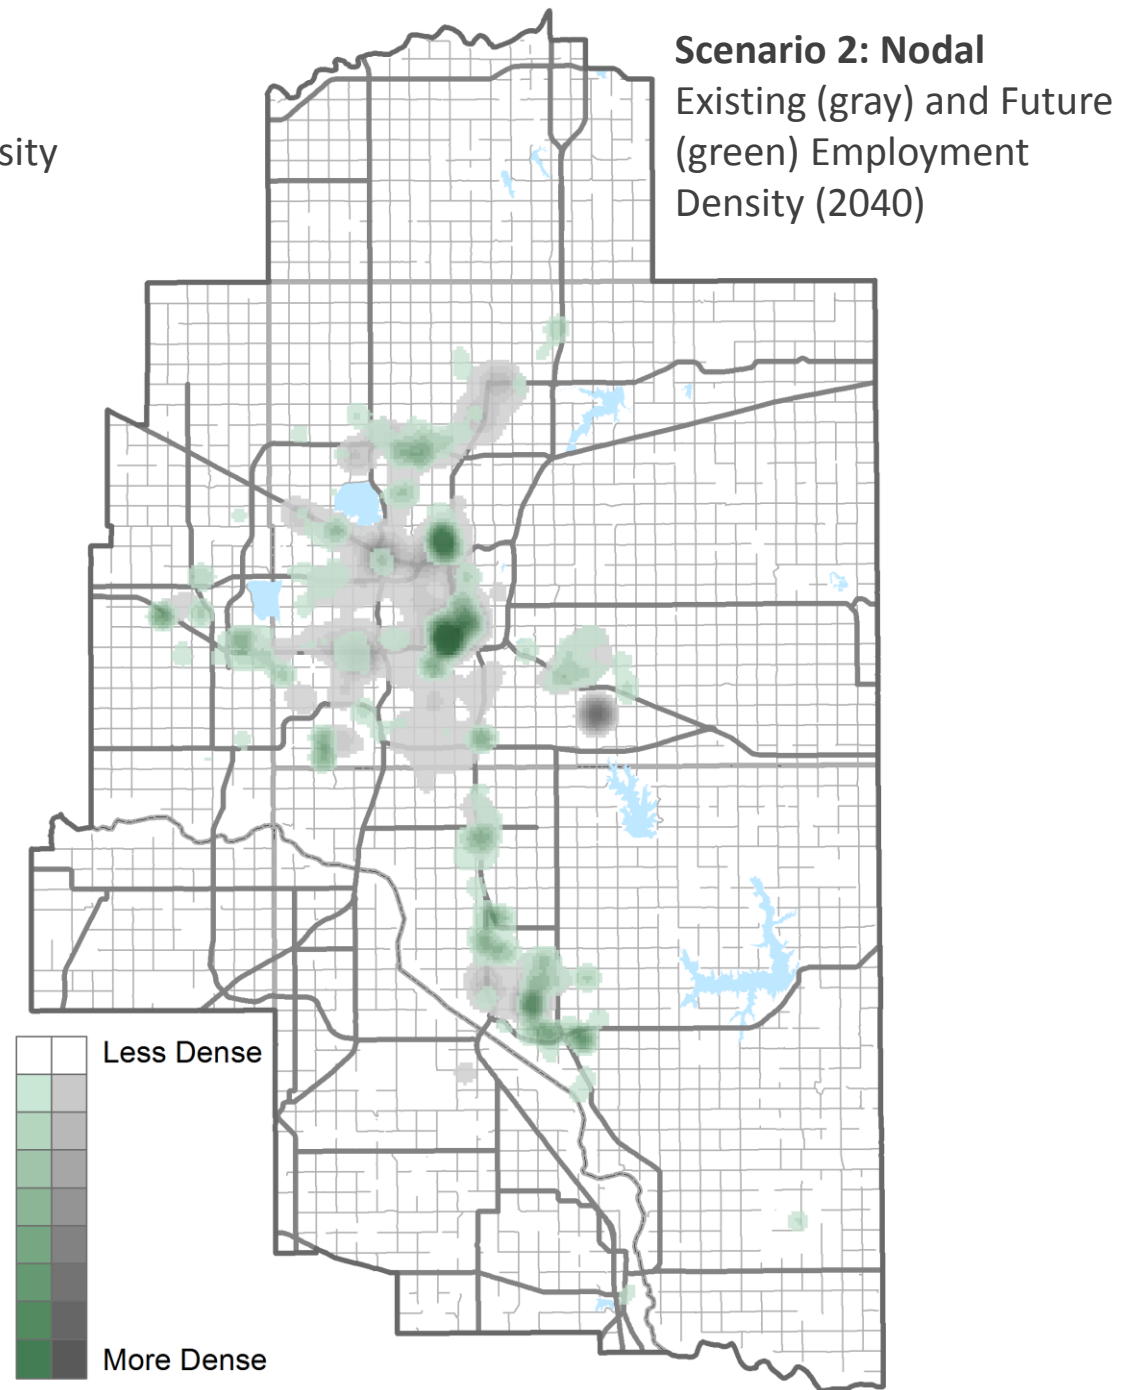 Scenario 2: Nodal
Existing (gray) and Future
(green) Employment
Density (2040)
sity
Less Dense
More Dense